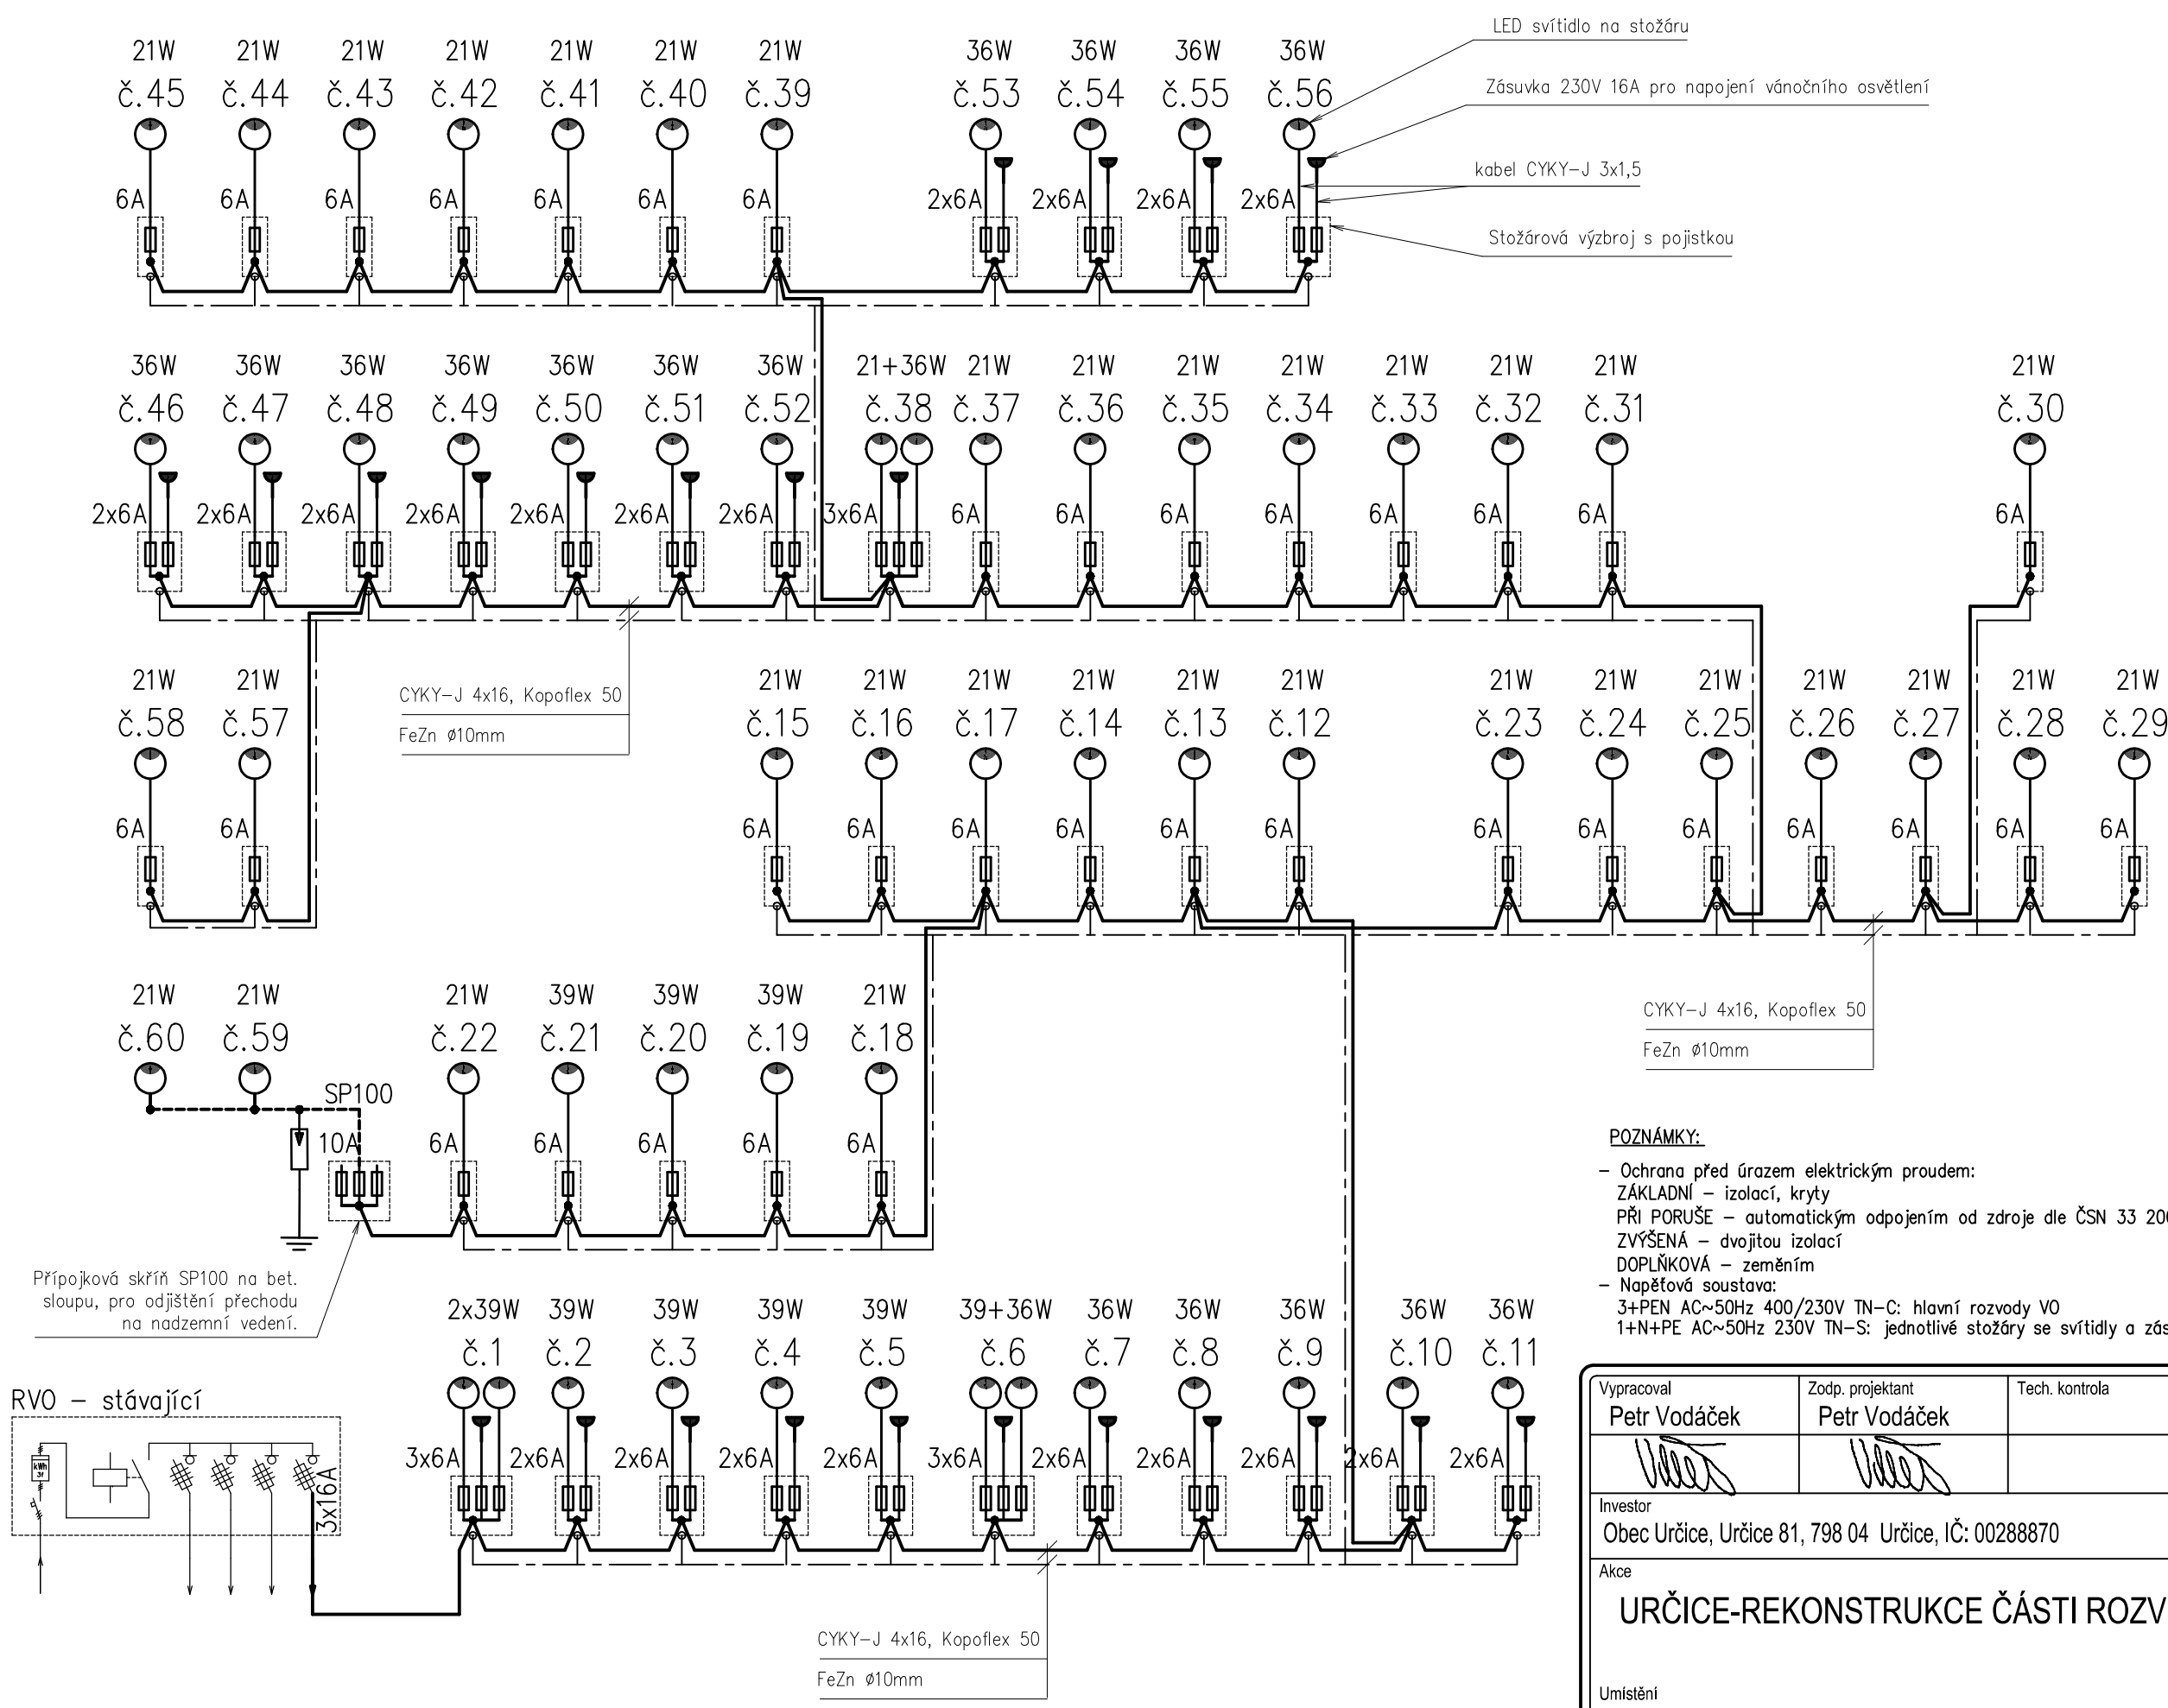 LED svítidlo na stožáru
21W 21W 21W 21W 21W 21W 21W 36W 36W 36W 36W
č.45 č.44 č.43 č.42 č.41 č.40 č.39 č.53 č.54 č.55 č.56
Zásuvka 230V 16A pro napojení vánočního osvětlení
kabel CYKY-J 3x1,5
6A 6A 6A 6A 6A 6A 6A 2x6A 2x6A 2x6A 2x6A
Stožárová výzbroj s pojistkou
36W 36W 36W 36W 36W 36W 36W 21+36W 21W 21W 21W 21W 21W 21W 21W 21W
č.46 č.47 č.48 č.49 č.50 č.51 č.52 č.38 č.37 č.36 č.35 č.34 č.33 č.32 č.31 č.30
2x6A 2x6A 2x6A 2x6A 2x6A 2x6A 2x6A 3x6A 6A 6A 6A 6A 6A 6A 6A 6A
CYKY-J 4x16, Kopoflex 50
FeZn ø10mm
21W 21W 21W 21W 21W 21W 21W 21W 21W 21W 21W 21W 21W 21W 21W
č.58 č.57 č.15 č.16 č.17 č.14 č.13 č.12 č.23 č.24 č.25 č.26 č.27 č.28 č.29
6A 6A 6A 6A 6A 6A 6A 6A 6A 6A 6A 6A 6A 6A 6A
CYKY-J 4x16, Kopoflex 50
FeZn ø10mm
21W 21W 21W 39W 39W 39W 21W
č.60 č.59 č.22 č.21 č.20 č.19 č.18
SP100
10A 6A 6A 6A 6A 6A
Přípojková skříň SP100 na bet.
sloupu, pro odjištění přechodu
na nadzemní vedení.
POZNÁMKY:
- Ochrana před úrazem elektrickým proudem:
ZÁKLADNÍ - izolací, kryty
PŘI PORUŠE - automatickým odpojením od zdroje dle ČSN 33 200
ZVÝŠENÁ - dvojitou izolací
DOPLŇKOVÁ - zeměním
- Napěťová soustava:
3+PEN AC~50Hz 400/230V TN-C: hlavní rozvody VO
1+N+PE AC~50Hz 230V TN-S: jednotlivé stožáry se svítidly a zás
2x39W 39W 39W 39W 39W 39+36W 36W 36W 36W 36W 36W
č.1 č.2 č.3 č.4 č.5 č.6 č.7 č.8 č.9 č.10 č.11
3x6A 2x6A 2x6A 2x6A 2x6A 3x6A 2x6A 2x6A 2x6A 2x6A 2x6A
RVO - stávající
kWh
3f
3x16A
CYKY-J 4x16, Kopoflex 50
FeZn ø10mm
Vypracoval Zodp. projektant Tech. kontrola
Petr Vodáček Petr Vodáček
Investor
Obec Určice, Určice 81, 798 04 Určice, IČ: 00288870
Akce
URČICE-REKONSTRUKCE ČÁSTI ROZV
Umístění